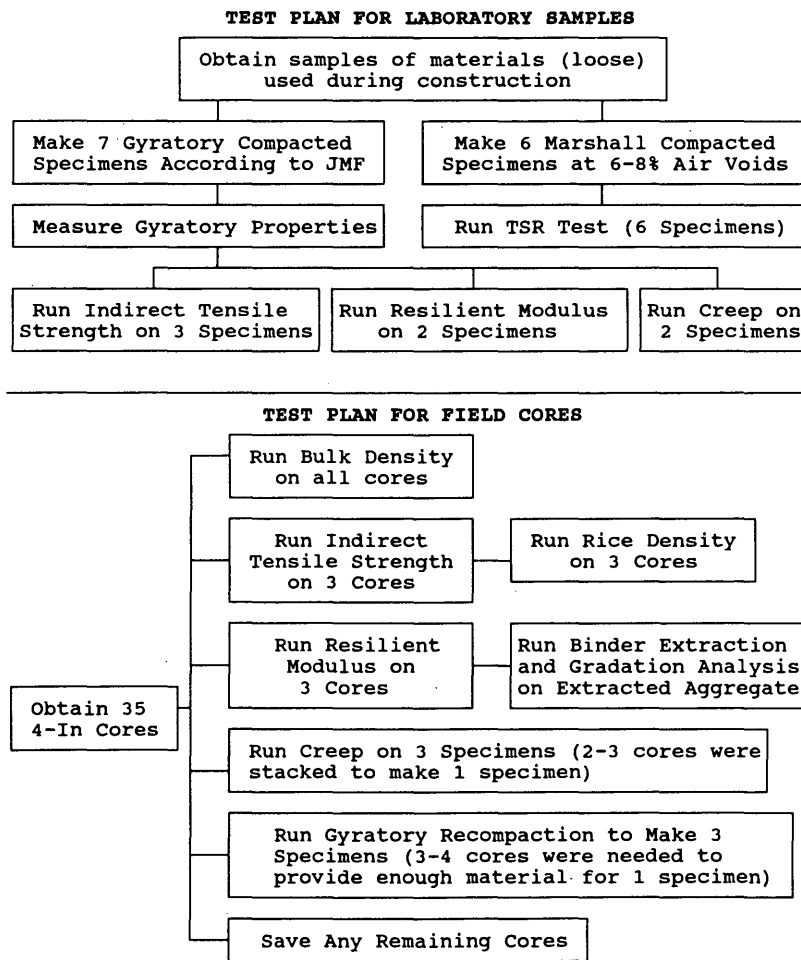 TEST PLAN FOR LABORATORY SAMPLES
Obtain samples of materials (loose)
used during construction
Make 7 Gyratory Compacted
Specimens According to JMF
Make 6 Marshall Compacted
Specimens at 6-8% Air Voids
Measure Gyratory Properties
Run TSR Test (6 Specimens)
Run Indirect Tensile
Strength on 3 Specimens
Run Resilient Modulus
on 2 Specimens
Run Creep on
2 Specimens
TEST PLAN FOR FIELD CORES
Run Bulk Density
on all cores
Run Indirect
Tensile Strength
on 3 Cores
Run Rice Density
on 3 Cores
Run Resilient
Modulus on
3 Cores
Run Binder Extraction
and Gradation Analysis
on Extracted Aggregate
Obtain 35
4-In Cores
Run Creep on 3 Specimens (2-3 cores were
stacked to make 1 specimen)
Run Gyratory Recompaction to Make 3
Specimens (3-4 cores were needed to
provide enough material for 1 specimen)
Save Any Remaining Cores